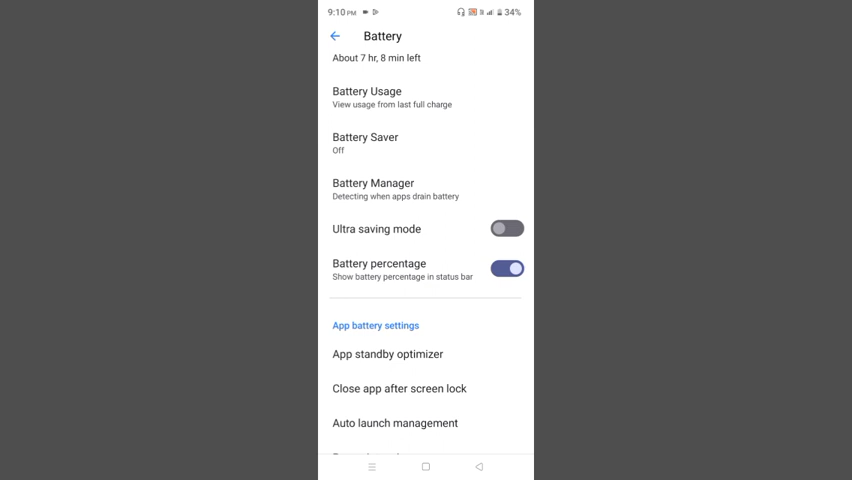 9:10 PM 34%
Battery
About 7 hr, 8 min left
Battery Usage
View usage from last full charge
Battery Saver
Off
Battery Manager
Detecting when apps drain battery
Ultra saving mode
Battery percentage
Show battery percentage in status bar
App battery settings
App standby optimizer
Close app after screen lock
Auto launch management